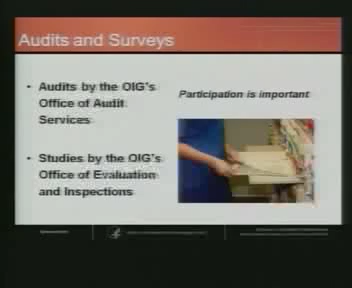 Audits and Surveys
• Audits by the OIG's
Office of Audit
Services
Participation is important
• Studies by the OIG's
Office of Evaluation
and Inspections